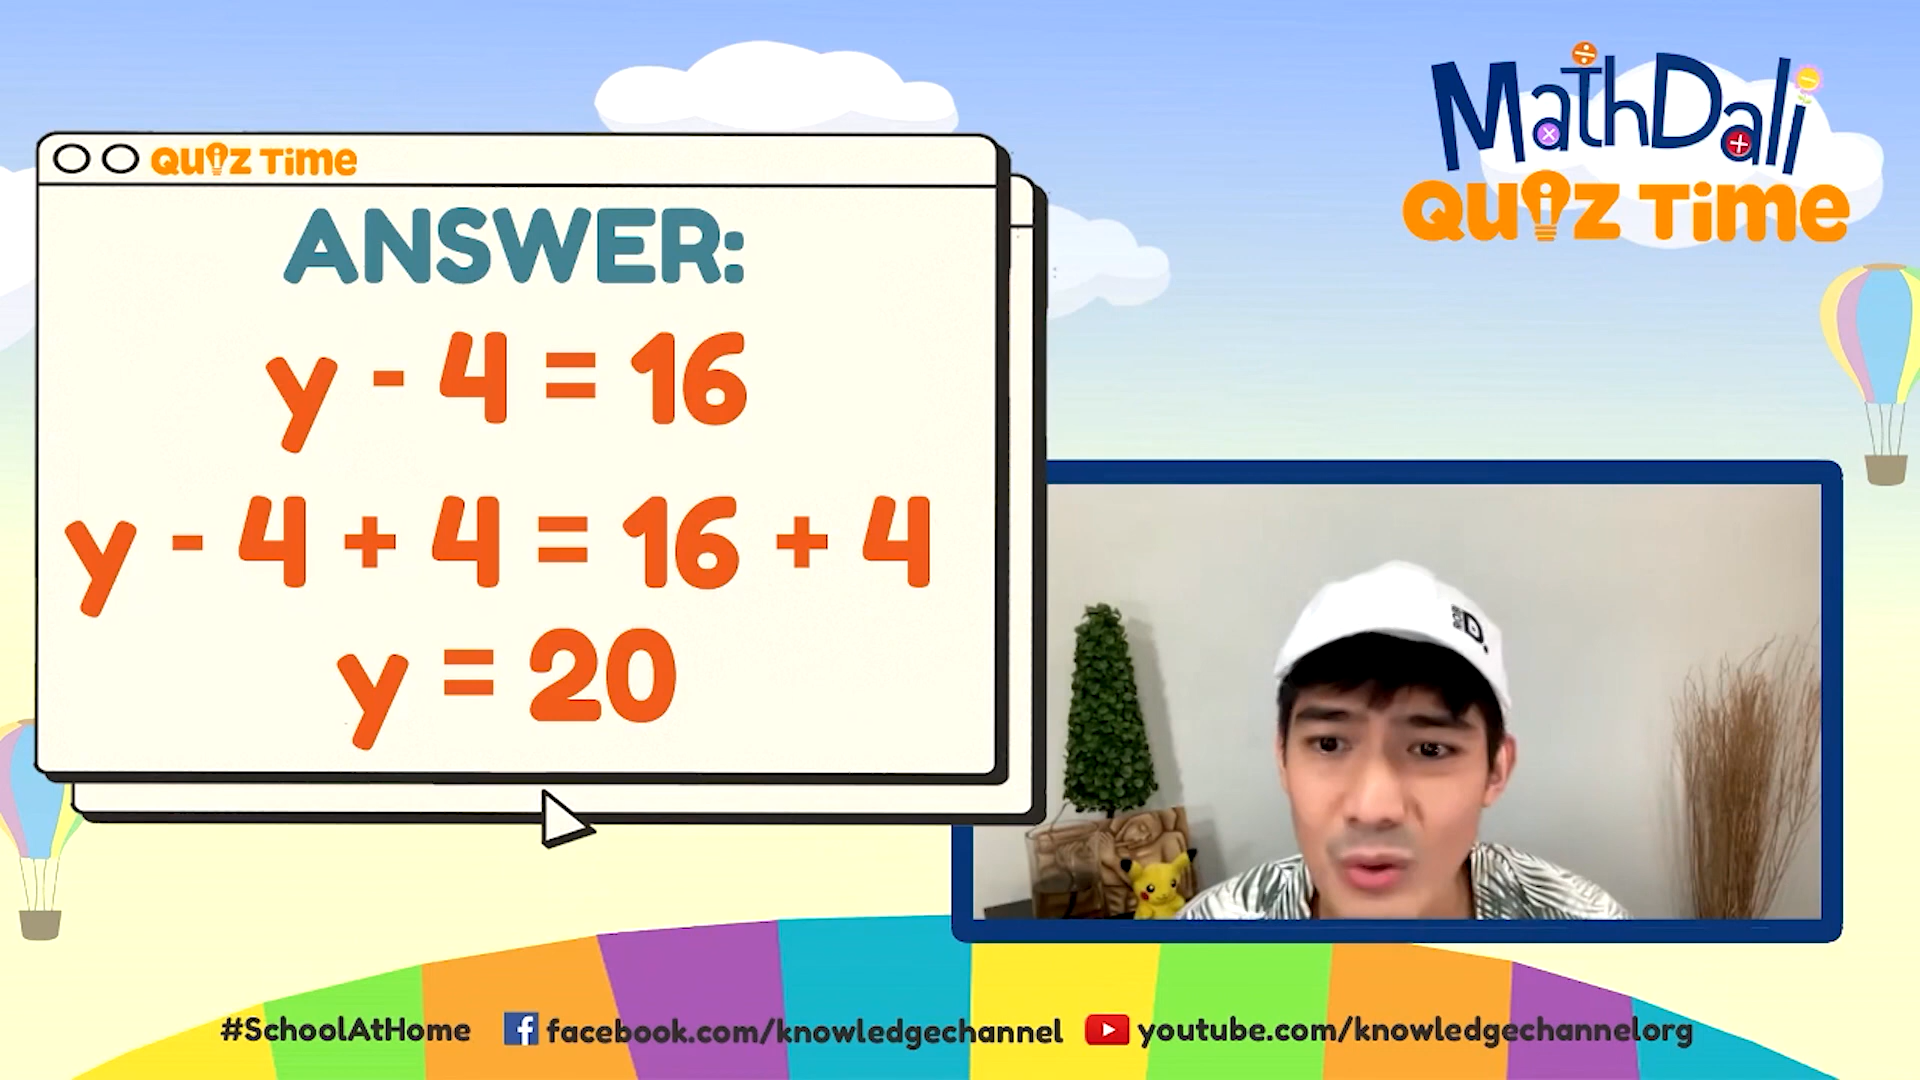 MathDali
QUIZ TIME
QUIZ TIME
ANSWER:
y - 4 = 16
y - 4 + 4 = 16 + 4
y = 20
#SchoolAtHome facebook.com/knowledgechannel youtube.com/knowledgechannelorg